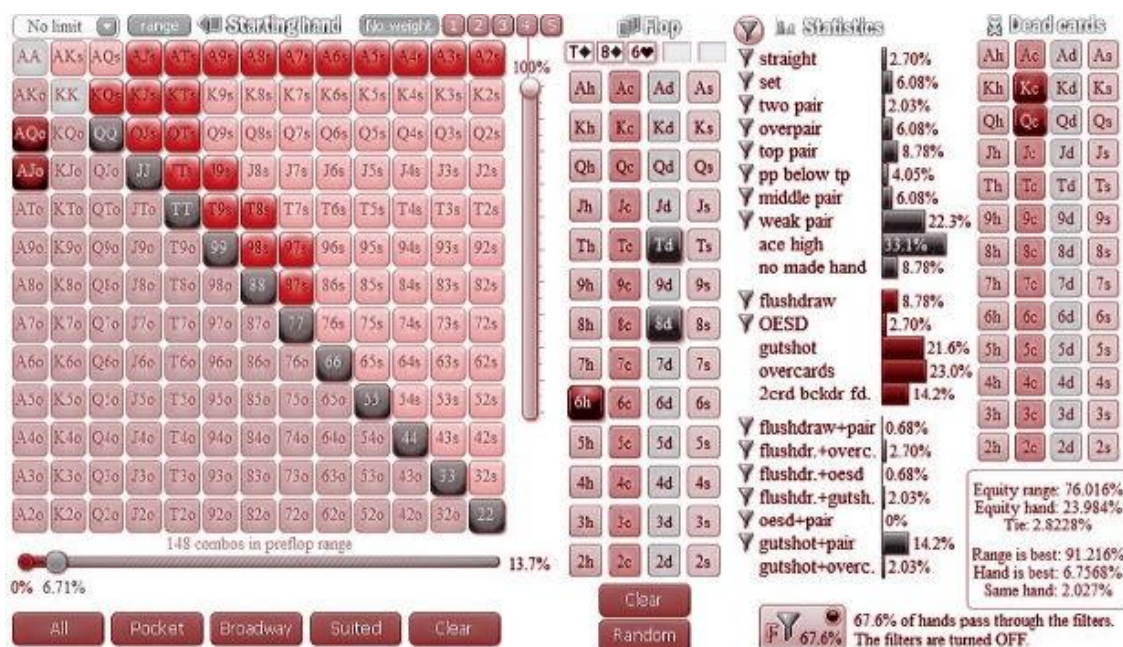 No limit range Starting hand No weight 1 2 3 4 5
AA AKs AQs AJs ATs A9s A8s A7s A6s A5s A4s A3s A2s
AKo KK KQs KJs KTs K9s K8s K7s K6s K5s K4s K3s K2s
AQo KQo QQ QJs QTs Q9s Q8s Q7s Q6s Q5s Q4s Q3s Q2s
AJo KJo QJo JJ JTs J9s J8s J7s J6s J5s J4s J3s J2s
ATo KTo QTo JTo TT T9s T8s T7s T6s T5s T4s T3s T2s
A9o K9o Q9o J9o T9o 99 98s 97s 96s 95s 94s 93s 92s
A8o K8o Q8o J8o T8o 98o 88 87s 86s 85s 84s 83s 82s
A7o K7o Q7o J7o T7o 97o 87o 77 76s 75s 74s 73s 72s
A6o K6o Q6o J6o T6o 96o 86o 76o 66 65s 64s 63s 62s
A5o K5o Q5o J5o T5o 95o 85o 75o 65o 55 54s 53s 52s
A4o K4o Q4o J4o T4o 94o 84o 74o 64o 54o 44 43s 42s
A3o K3o Q3o J3o T3o 93o 83o 73o 63o 53o 43o 33 32s
A2o K2o Q2o J2o T2o 92o 82o 72o 62o 52o 42o 32o 22
100%
148 combos in preflop range
13.7%
0% 6.71%
All Pocket Broadway Suited Clear
Flop
T♦ 8♦ 6♥
Ah Ac Ad As
Kh Kc Kd Ks
Qh Qc Qd Qs
Jh Jc Jd Js
Th Tc Td Ts
9h 9c 9d 9s
8h 8c 8d 8s
7h 7c 7d 7s
6h 6c 6d 6s
5h 5c 5d 5s
4h 4c 4d 4s
3h 3c 3d 3s
2h 2c 2d 2s
Clear
Random
Statistics
straight 2.70%
set 6.08%
two pair 2.03%
overpair 6.08%
top pair 8.78%
pp below tp 4.05%
middle pair 6.08%
weak pair 22.3%
ace high 33.1%
no made hand 8.78%
flushdraw 8.78%
OESD 2.70%
gutshot 21.6%
overcards 23.0%
2crd bckdr fd. 14.2%
flushdraw+pair 0.68%
flushdr.+overc. 2.70%
flushdr.+oesd 0.68%
flushdr.+gutsh. 2.03%
oesd+pair 0%
gutshot+pair 14.2%
gutshot+overc. 2.03%
F 67.6%
67.6% of hands pass through the filters.
The filters are turned OFF.
Dead cards
Ah Ac Ad As
Kh Kc Kd Ks
Qh Qc Qd Qs
Jh Jc Jd Js
Th Tc Td Ts
9h 9c 9d 9s
8h 8c 8d 8s
7h 7c 7d 7s
6h 6c 6d 6s
5h 5c 5d 5s
4h 4c 4d 4s
3h 3c 3d 3s
2h 2c 2d 2s
Equity range: 76.016%
Equity hand: 23.984%
Tie: 2.8228%
Range is best: 91.216%
Hand is best: 6.7568%
Same hand: 2.027%